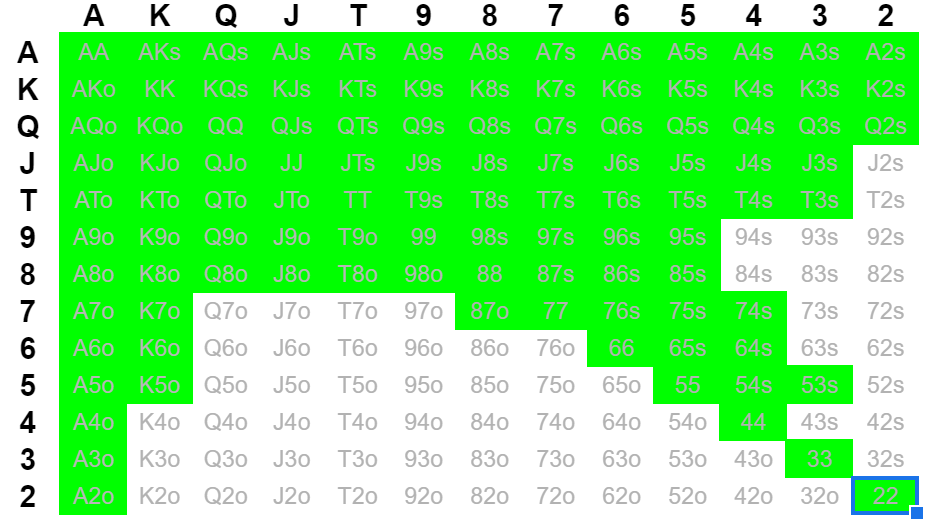 A K Q J T 9 8 7 6 5 4 3 2
A AA AKs AQs AJs ATs A9s A8s A7s A6s A5s A4s A3s A2s
K AKo KK KQs KJs KTs K9s K8s K7s K6s K5s K4s K3s K2s
Q AQo KQo QQ QJs QTs Q9s Q8s Q7s Q6s Q5s Q4s Q3s Q2s
J AJo KJo QJo JJ JTs J9s J8s J7s J6s J5s J4s J3s J2s
T ATo KTo QTo JTo TT T9s T8s T7s T6s T5s T4s T3s T2s
9 A9o K9o Q9o J9o T9o 99 98s 97s 96s 95s 94s 93s 92s
8 A8o K8o Q8o J8o T8o 98o 88 87s 86s 85s 84s 83s 82s
7 A7o K7o Q7o J7o T7o 97o 87o 77 76s 75s 74s 73s 72s
6 A6o K6o Q6o J6o T6o 96o 86o 76o 66 65s 64s 63s 62s
5 A5o K5o Q5o J5o T5o 95o 85o 75o 65o 55 54s 53s 52s
4 A4o K4o Q4o J4o T4o 94o 84o 74o 64o 54o 44 43s 42s
3 A3o K3o Q3o J3o T3o 93o 83o 73o 63o 53o 43o 33 32s
2 A2o K2o Q2o J2o T2o 92o 82o 72o 62o 52o 42o 32o 22